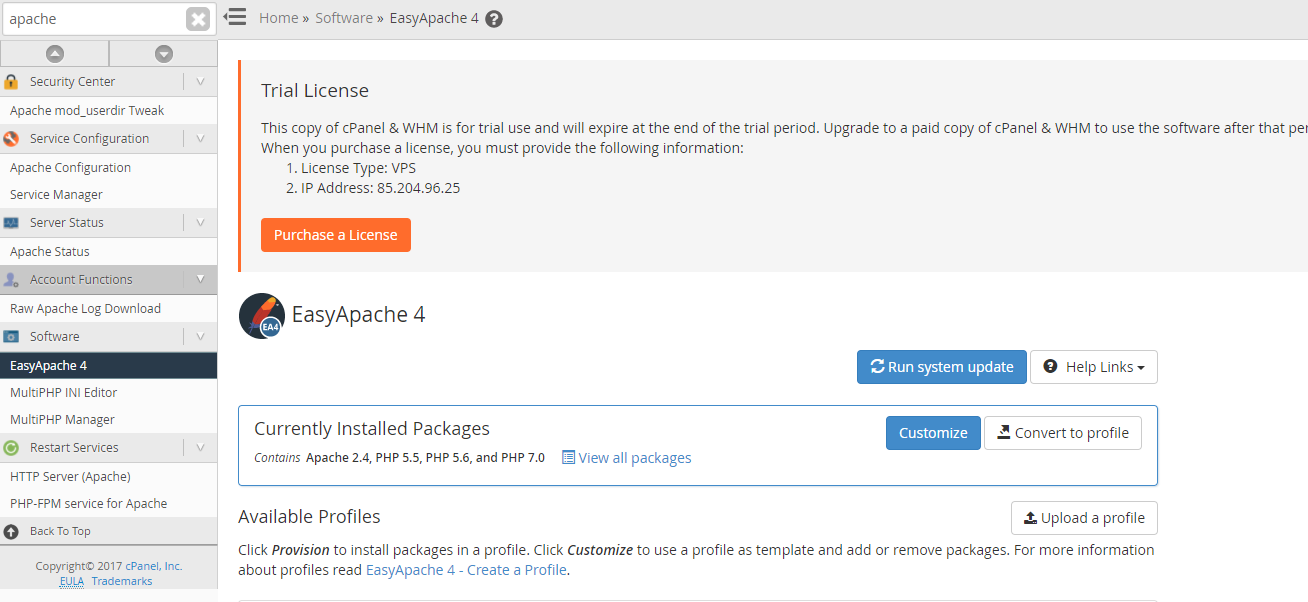 apache
Home » Software » EasyApache 4
Security Center
Apache mod_userdir Tweak
Service Configuration
Apache Configuration
Service Manager
Server Status
Apache Status
Account Functions
Raw Apache Log Download
Software
EasyApache 4
MultiPHP INI Editor
MultiPHP Manager
Restart Services
HTTP Server (Apache)
PHP-FPM service for Apache
Back To Top
Copyright© 2017 cPanel, Inc.
EULA Trademarks
Trial License
This copy of cPanel & WHM is for trial use and will expire at the end of the trial period. Upgrade to a paid copy of cPanel & WHM to use the software after that per
When you purchase a license, you must provide the following information:
1. License Type: VPS
2. IP Address: 85.204.96.25
Purchase a License
EA4
EasyApache 4
Run system update
Help Links
Currently Installed Packages
Customize
Convert to profile
Contains Apache 2.4, PHP 5.5, PHP 5.6, and PHP 7.0 View all packages
Available Profiles
Upload a profile
Click Provision to install packages in a profile. Click Customize to use a profile as template and add or remove packages. For more information
about profiles read EasyApache 4 - Create a Profile.